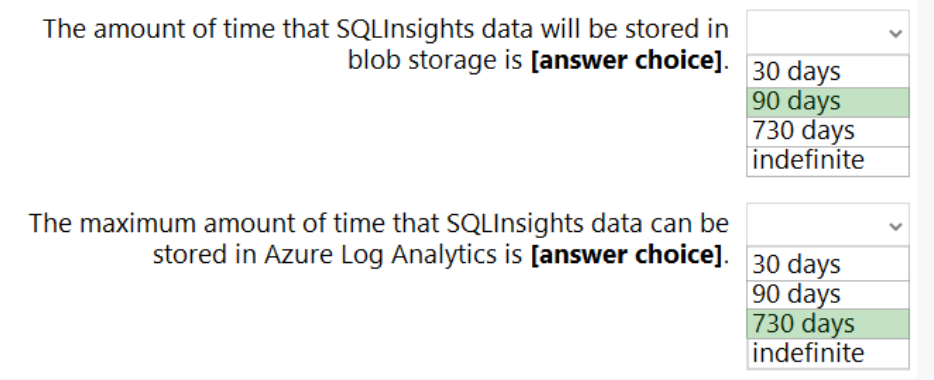 The amount of time that SQLInsights data will be stored in
blob storage is [answer choice].
30 days
90 days
730 days
indefinite
The maximum amount of time that SQLInsights data can be
stored in Azure Log Analytics is [answer choice].
30 days
90 days
730 days
indefinite